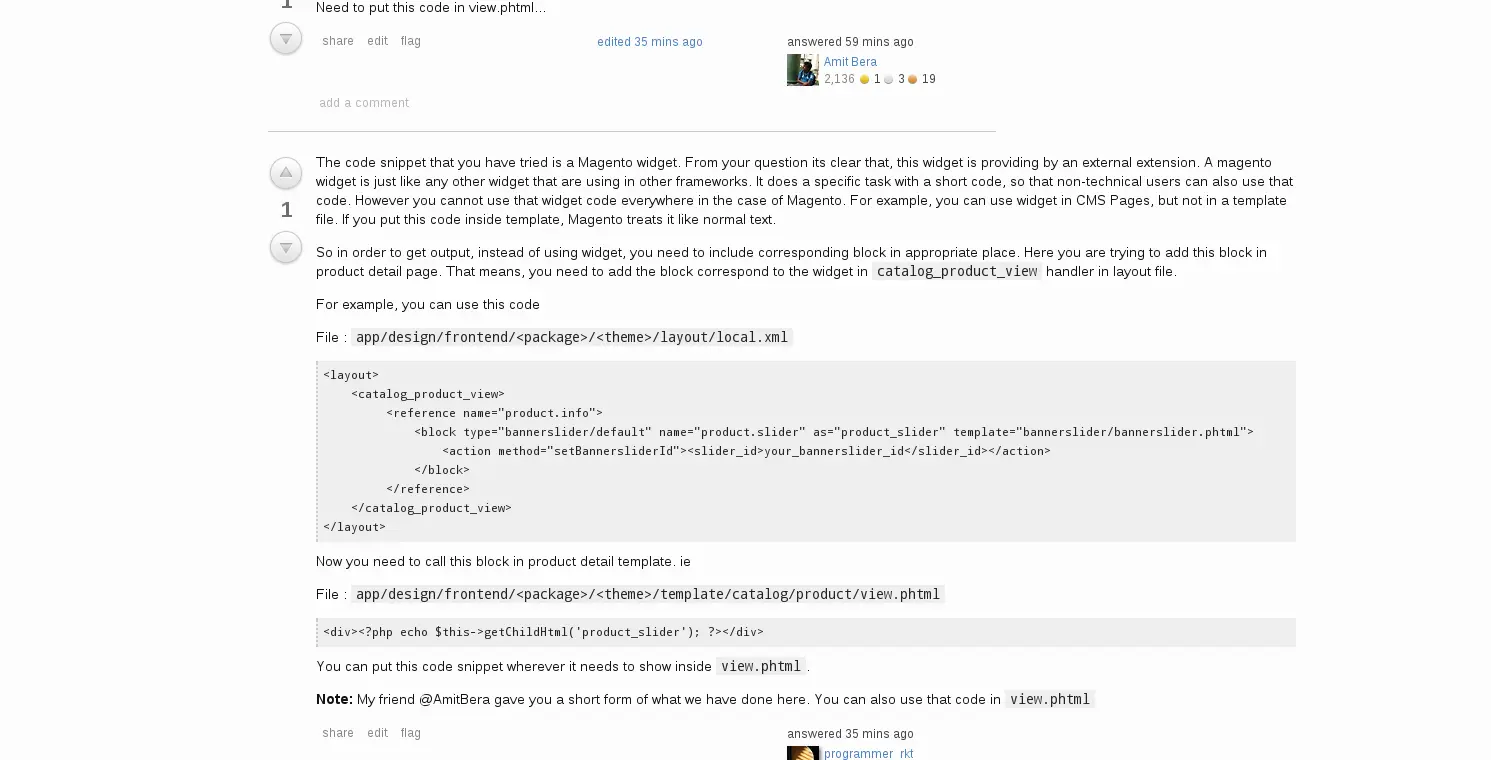 1
Need to put this code in view.phtml...
share edit flag
edited 35 mins ago
answered 59 mins ago
Amit Bera
2,136 1 3 19
add a comment
The code snippet that you have tried is a Magento widget. From your question its clear that, this widget is providing by an external extension. A magento
widget is just like any other widget that are using in other frameworks. It does a specific task with a short code, so that non-technical users can also use that
code. However you cannot use that widget code everywhere in the case of Magento. For example, you can use widget in CMS Pages, but not in a template
file. If you put this code inside template, Magento treats it like normal text.
1
So in order to get output, instead of using widget, you need to include corresponding block in appropriate place. Here you are trying to add this block in
product detail page. That means, you need to add the block correspond to the widget in catalog_product_view handler in layout file.
For example, you can use this code
File : app/design/frontend/<package>/<theme>/layout/local.xml
<layout>
    <catalog_product_view>
         <reference name="product.info">
             <block type="bannerslider/default" name="product.slider" as="product_slider" template="bannerslider/bannerslider.phtml">
                 <action method="setBannersliderId"><slider_id>your_bannerslider_id</slider_id></action>
             </block>
         </reference>
    </catalog_product_view>
</layout>
Now you need to call this block in product detail template. ie
File : app/design/frontend/<package>/<theme>/template/catalog/product/view.phtml
<div><?php echo $this->getChildHtml('product_slider'); ?></div>
You can put this code snippet wherever it needs to show inside view.phtml .
Note: My friend @AmitBera gave you a short form of what we have done here. You can also use that code in view.phtml
share edit flag
answered 35 mins ago
programmer_rkt